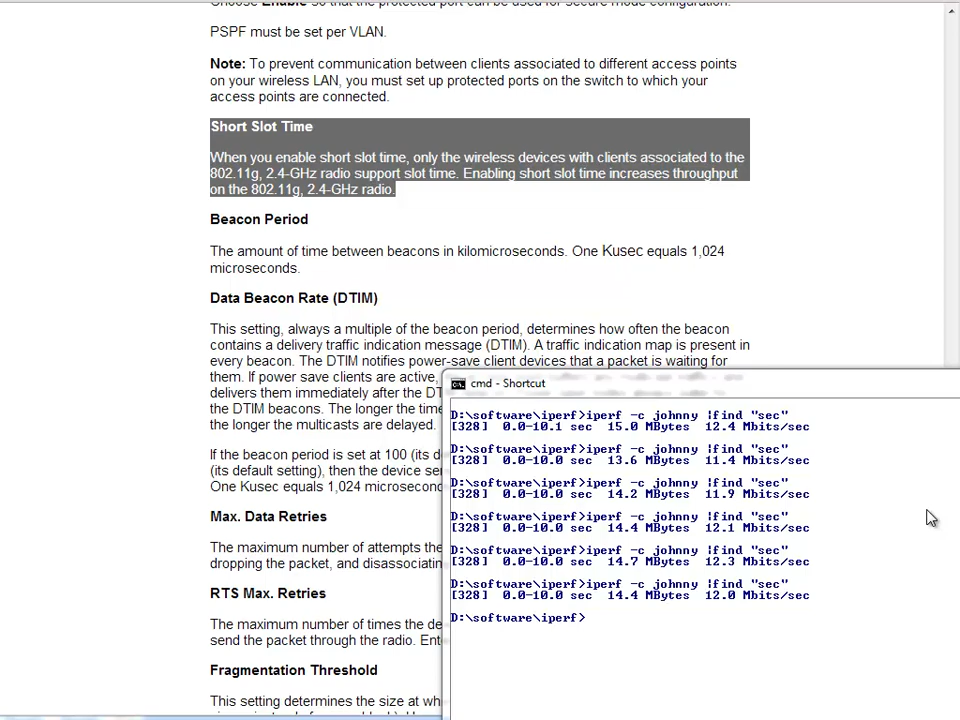 Choose Enable so that the protected port can be used for secure mode configuration.
PSPF must be set per VLAN.
Note: To prevent communication between clients associated to different access points
on your wireless LAN, you must set up protected ports on the switch to which your
access points are connected.
Short Slot Time
When you enable short slot time, only the wireless devices with clients associated to the
802.11g, 2.4-GHz radio support slot time. Enabling short slot time increases throughput
on the 802.11g, 2.4-GHz radio.
Beacon Period
The amount of time between beacons in kilomicroseconds. One Kusec equals 1,024
microseconds.
Data Beacon Rate (DTIM)
This setting, always a multiple of the beacon period, determines how often the beacon
contains a delivery traffic indication message (DTIM). A traffic indication map is present in
every beacon. The DTIM notifies power-save client devices that a packet is waiting for
them. If power save clients are active,
delivers them immediately after the DT
the DTIM beacons. The longer the time
the longer the multicasts are delayed.
If the beacon period is set at 100 (its d
(its default setting), then the device se
One Kusec equals 1,024 microsecond
Max. Data Retries
The maximum number of attempts the
dropping the packet, and disassociatin
RTS Max. Retries
The maximum number of times the de
send the packet through the radio. Ent
Fragmentation Threshold
This setting determines the size at wh
cmd - Shortcut
D:\software\iperf>iperf -c johnny |find "sec"
[328]  0.0-10.1 sec  15.0 MBytes  12.4 Mbits/sec
D:\software\iperf>iperf -c johnny |find "sec"
[328]  0.0-10.0 sec  13.6 MBytes  11.4 Mbits/sec
D:\software\iperf>iperf -c johnny |find "sec"
[328]  0.0-10.0 sec  14.2 MBytes  11.9 Mbits/sec
D:\software\iperf>iperf -c johnny |find "sec"
[328]  0.0-10.0 sec  14.4 MBytes  12.1 Mbits/sec
D:\software\iperf>iperf -c johnny |find "sec"
[328]  0.0-10.0 sec  14.7 MBytes  12.3 Mbits/sec
D:\software\iperf>iperf -c johnny |find "sec"
[328]  0.0-10.0 sec  14.4 MBytes  12.0 Mbits/sec
D:\software\iperf>